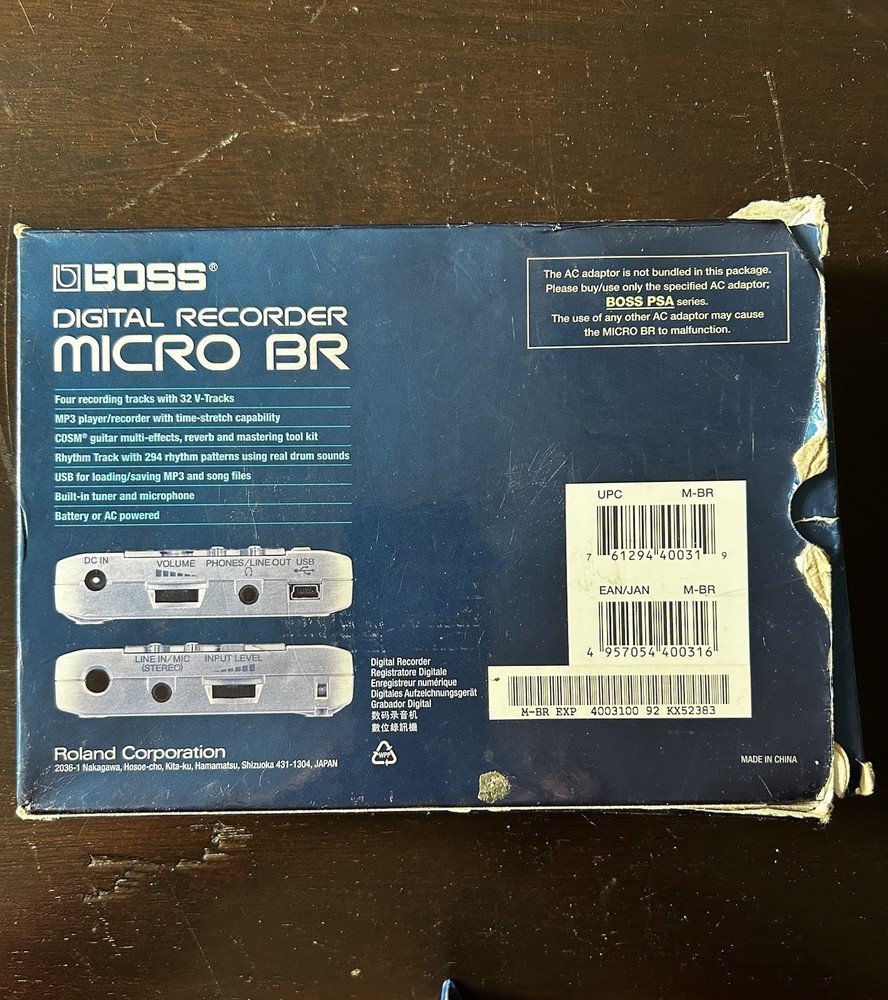 BOSS®
DIGITAL RECORDER
MICRO BR
Four recording tracks with 32 V-Tracks
MP3 player/recorder with time-stretch capability
COSM® guitar multi-effects, reverb and mastering tool kit
Rhythm Track with 294 rhythm patterns using real drum sounds
USB for loading/saving MP3 and song files
Built-in tuner and microphone
Battery or AC powered
DC IN
VOLUME
PHONES/LINE OUT
USB
LINE IN/MIC
(STEREO)
INPUT LEVEL
Roland Corporation
2036-1 Nakagawa, Hosoe-cho, Kita-ku, Hamamatsu, Shizuoka 431-1304, JAPAN
Digital Recorder
Registratore Digitale
Enregistreur numérique
Digitales Aufzeichnungsgerät
Grabador Digital
数码录音机
數位錄訊機
The AC adaptor is not bundled in this package.
Please buy/use only the specified AC adaptor;
BOSS PSA series.
The use of any other AC adaptor may cause
the MICRO BR to malfunction.
UPC M-BR
7 61294 40031 9
EAN/JAN M-BR
4 957054 400316
M-BR EXP 4003100 92 KX52383
MADE IN CHINA